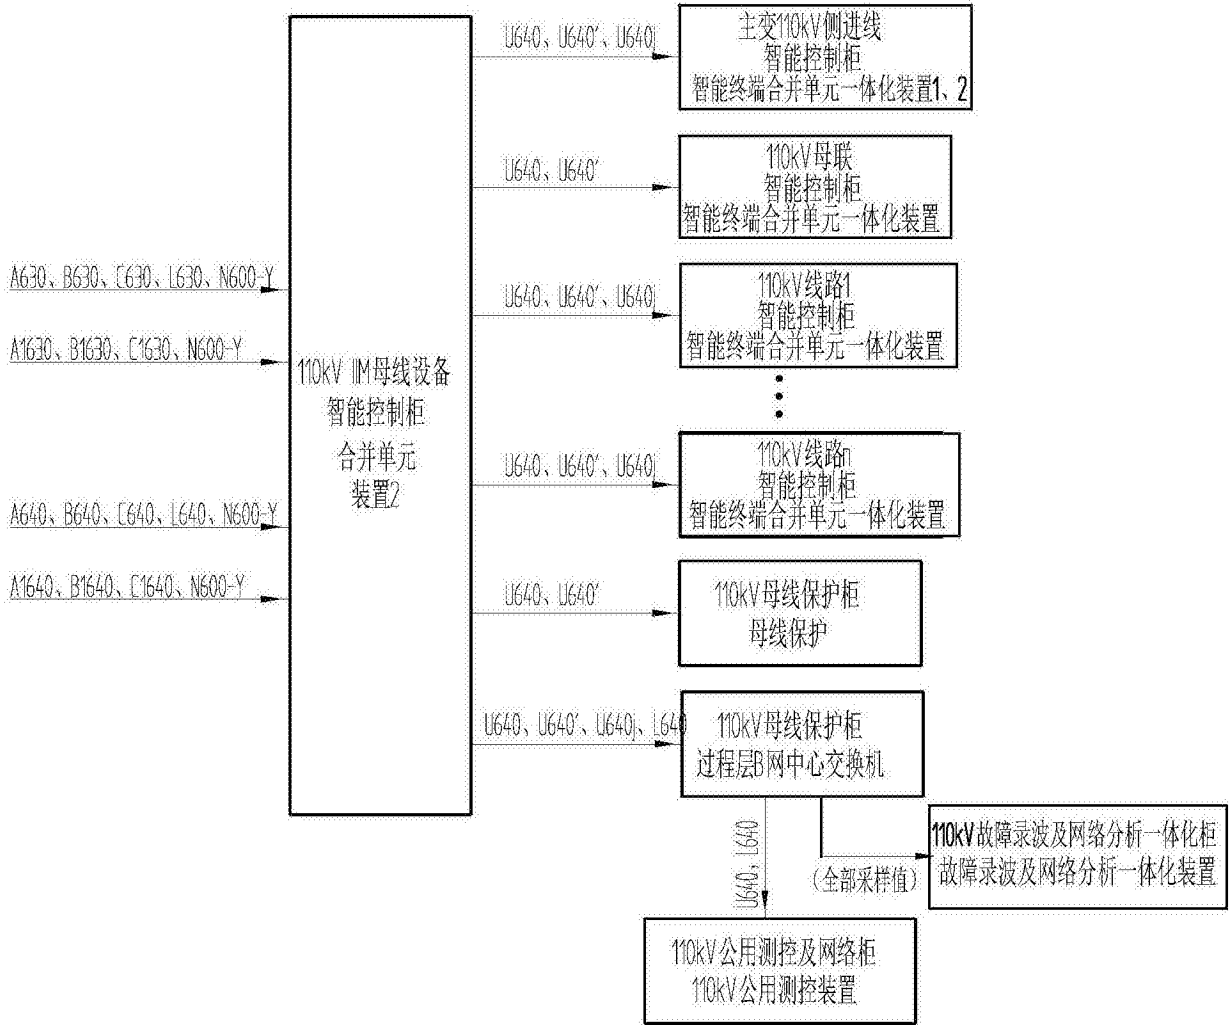 U640、U640′、U640j
主变110kV侧进线
智能控制柜
智能终端合并单元一体化装置1、2
U640、U640′
110kV母联
智能控制柜
智能终端合并单元一体化装置
A630、B630、C630、L630、N600-Y
A1630、B1630、C1630、N600-Y
A640、B640、C640、L640、N600-Y
A1640、B1640、C1640、N600-Y
110kV IIM母线设备
智能控制柜
合并单元
装置2
U640、U640′、U640j
110kV线路1
智能控制柜
智能终端合并单元一体化装置
U640、U640′、U640j
110kV线路n
智能控制柜
智能终端合并单元一体化装置
U640、U640′
110kV母线保护柜
母线保护
U640、U640′、U640j、L640
110kV母线保护柜
过程层B网中心交换机
U640、L640
(全部采样值)
110kV故障录波及网络分析一体化柜
故障录波及网络分析一体化装置
110kV公用测控及网络柜
110kV公用测控装置